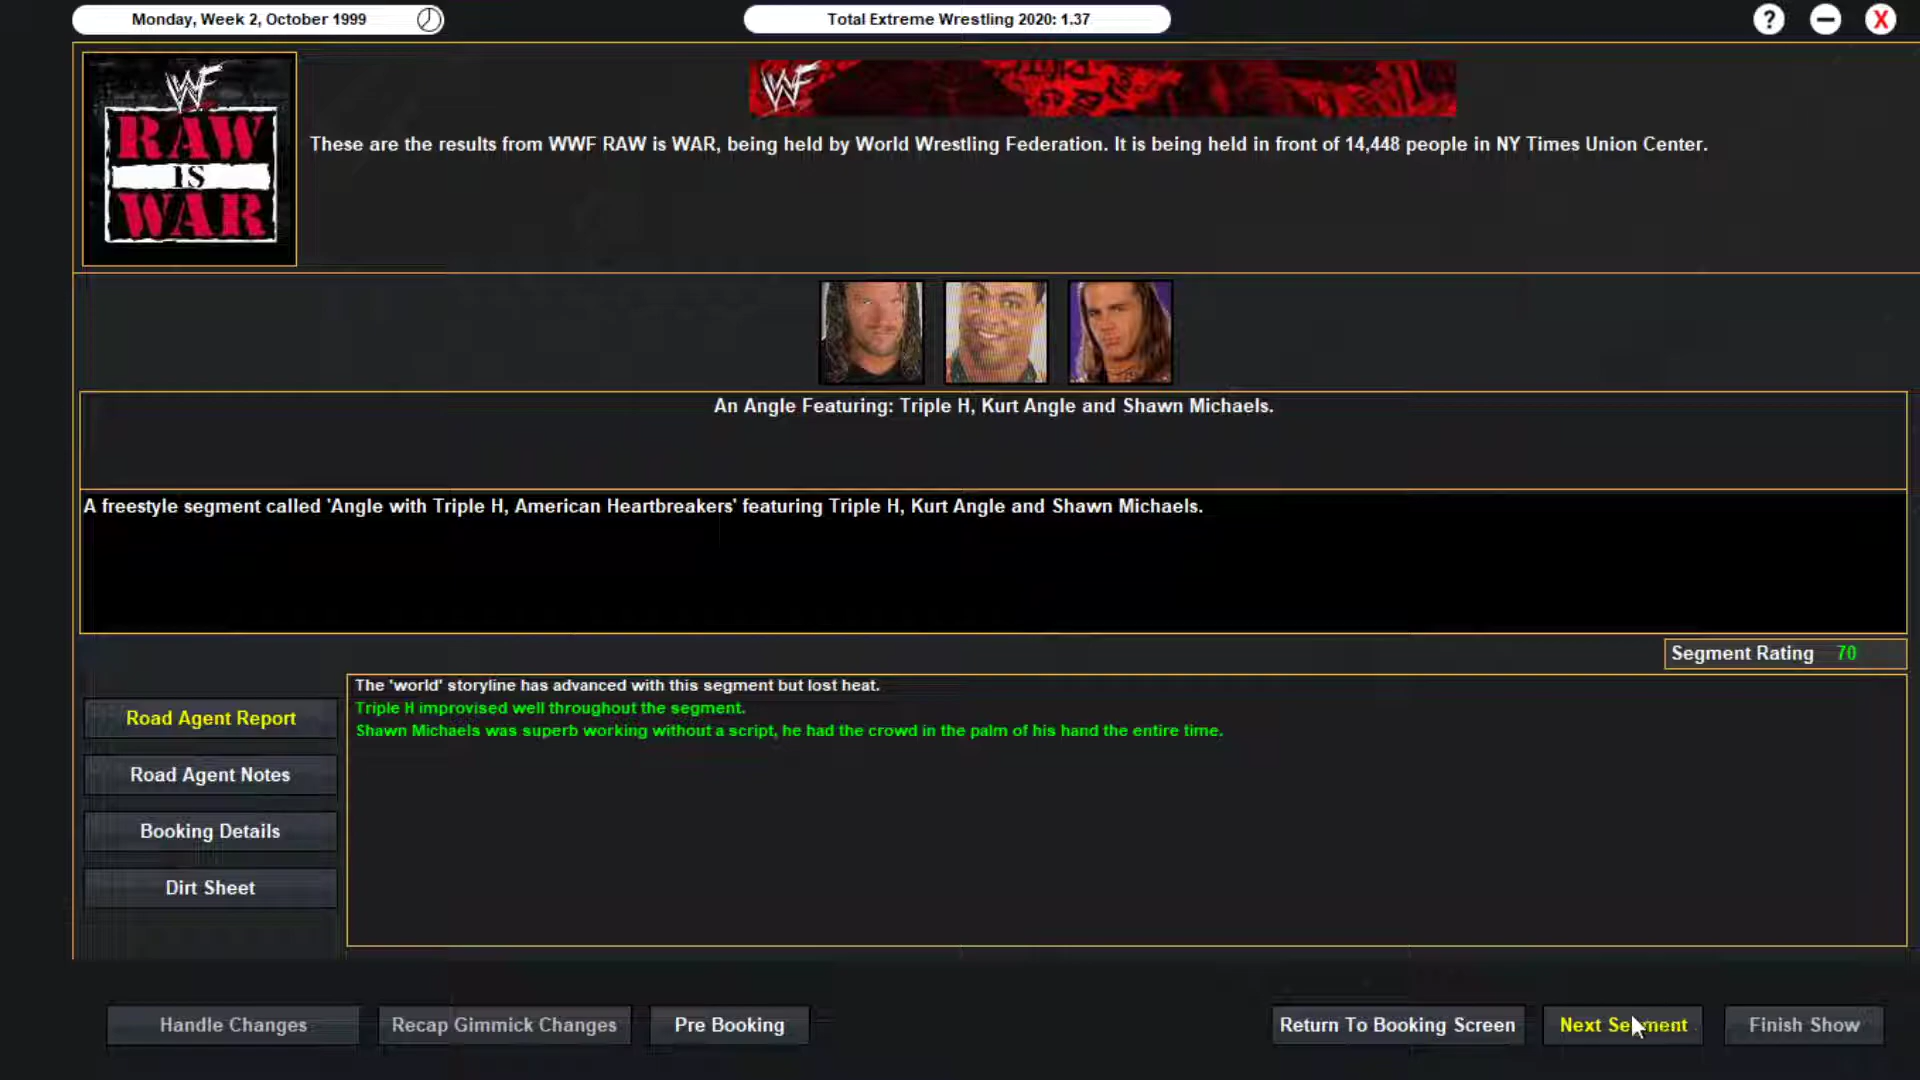 Monday, Week 2, October 1999
Total Extreme Wrestling 2020: 1.37
?
X
WF
RAW
IS
WAR
WF
These are the results from WWF RAW is WAR, being held by World Wrestling Federation. It is being held in front of 14,448 people in NY Times Union Center.
An Angle Featuring: Triple H, Kurt Angle and Shawn Michaels.
A freestyle segment called 'Angle with Triple H, American Heartbreakers' featuring Triple H, Kurt Angle and Shawn Michaels.
Segment Rating 70
The 'world' storyline has advanced with this segment but lost heat.
Triple H improvised well throughout the segment.
Shawn Michaels was superb working without a script, he had the crowd in the palm of his hand the entire time.
Road Agent Report
Road Agent Notes
Booking Details
Dirt Sheet
Handle Changes
Recap Gimmick Changes
Pre Booking
Return To Booking Screen
Next Segment
Finish Show